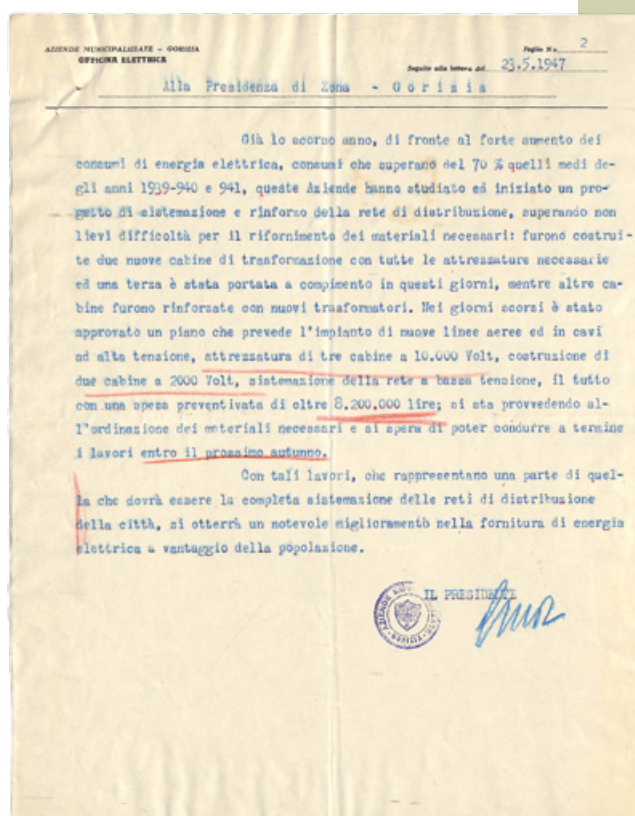 AZIENDE MUNICIPALIZZATE – GORIZIA
OFFICINA ELETTRICA
Foglio No. 2
Seguito alla lettera del 23.5.1947
Alla Presidenza di Zona - Gorizia
Già lo scorso anno, di fronte al forte aumento dei
consumi di energia elettrica, consumi che superano del 70 % quelli medi de-
gli anni 1939-940 e 941, queste Aziende hanno studiato ed iniziato un pro-
getto di sistemazione e rinforzo della rete di distribuzione, superando non
lievi difficoltà per il rifornimento dei materiali necessari: furono costrui-
te due nuove cabine di trasformazione con tutte le attrezzature necessarie
ed una terza è stata portata a compimento in questi giorni, mentre altre ca-
bine furono rinforzate con nuovi trasformatori. Nei giorni scorsi è stato
approvato un piano che prevede l'impianto di nuove linee aeree ed in cavi
ad alta tensione, attrezzatura di tre cabine a 10.000 Volt, costruzione di
due cabine a 2000 Volt, sistemazione della rete a bassa tensione, il tutto
con una spesa preventivata di oltre 8.200.000 lire; si sta provvedendo al-
l'ordinazione dei materiali necessari e si spera di poter condurre a termine
i lavori entro il prossimo autunno.
Con tali lavori, che rappresentano una parte di quel-
la che dovrà essere la completa sistemazione delle reti di distribuzione
della città, si otterrà un notevole miglioramento nella fornitura di energia
elettrica a vantaggio della popolazione.
IL PRESIDENTE
AZIENDE